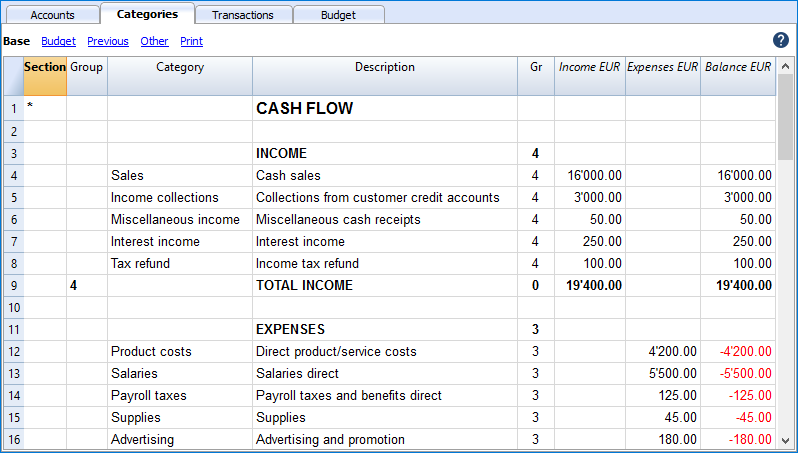 Accounts Categories Transactions Budget
Base Budget Previous Other Print ?
Section Group Category Description Gr Income EUR Expenses EUR Balance EUR
1 * CASH FLOW
2
3 INCOME 4
4 Sales Cash sales 4 16'000.00 16'000.00
5 Income collections Collections from customer credit accounts 4 3'000.00 3'000.00
6 Miscellaneous income Miscellaneous cash receipts 4 50.00 50.00
7 Interest income Interest income 4 250.00 250.00
8 Tax refund Income tax refund 4 100.00 100.00
9 4 TOTAL INCOME 0 19'400.00 19'400.00
10
11 EXPENSES 3
12 Product costs Direct product/service costs 3 4'200.00 -4'200.00
13 Salaries Salaries direct 3 5'500.00 -5'500.00
14 Payroll taxes Payroll taxes and benefits direct 3 125.00 -125.00
15 Supplies Supplies 3 45.00 -45.00
16 Advertising Advertising and promotion 3 180.00 -180.00